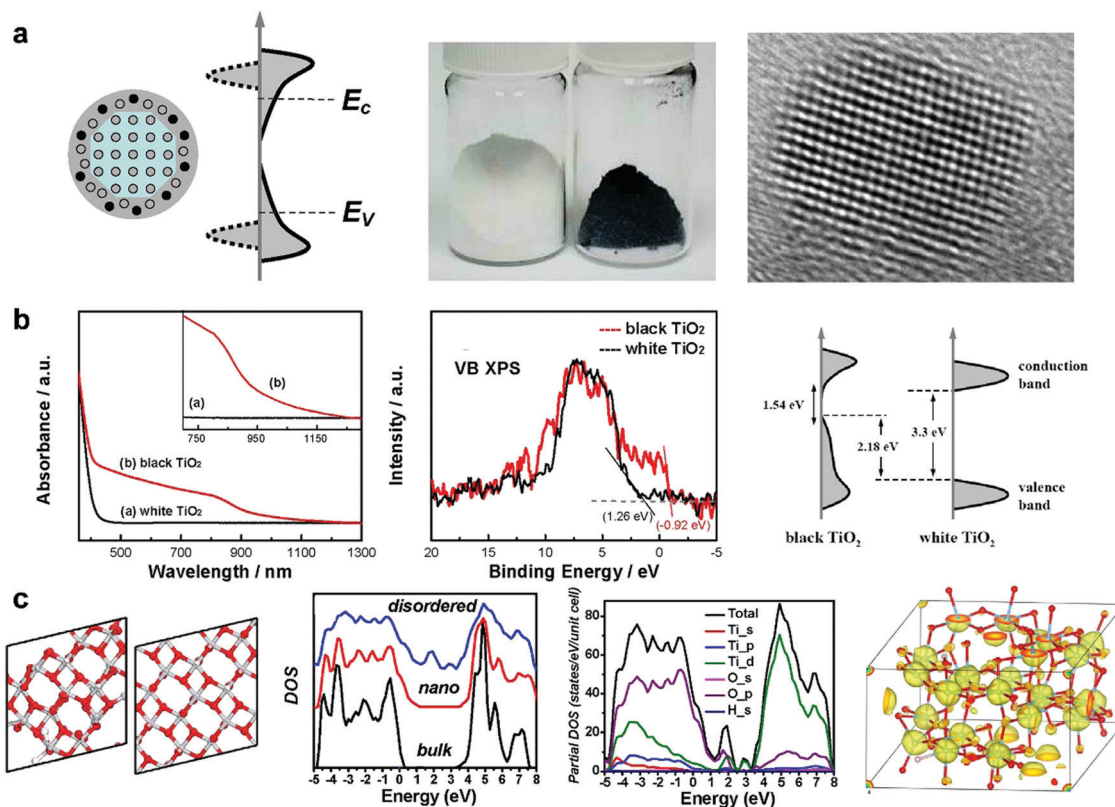 a
E_c
E_V
b
Absorbance / a.u.
(a)
(b)
750 950 1150
(b) black TiO₂
(a) white TiO₂
500 700 900 1100 1300
Wavelength / nm
Intensity / a.u.
VB XPS
black TiO₂
white TiO₂
(1.26 eV)
(-0.92 eV)
20 15 10 5 0 -5
Binding Energy / eV
1.54 eV
2.18 eV
3.3 eV
conduction
band
valence
band
black TiO₂
white TiO₂
c
DOS
disordered
nano
bulk
-5 -4 -3 -2 -1 0 1 2 3 4 5 6 7 8
Energy (eV)
Partial DOS (states/eV/unit cell)
80
60
40
20
0
Total
Ti_s
Ti_p
Ti_d
O_s
O_p
H_s
-5 -4 -3 -2 -1 0 1 2 3 4 5 6 7 8
Energy (eV)